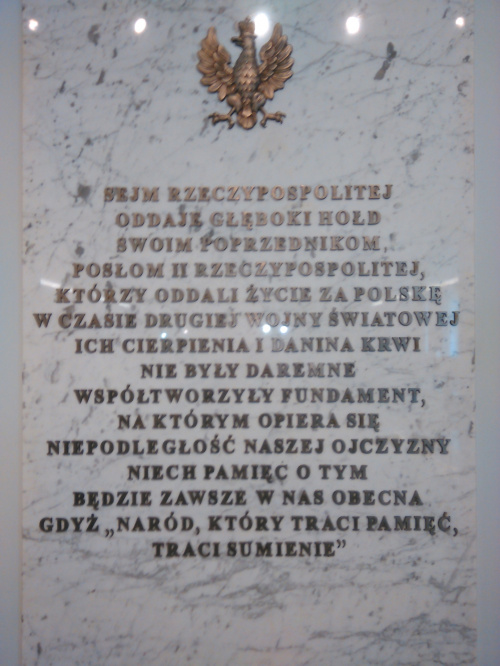 SEJM RZECZYPOSPOLITEJ
ODDAJE GŁĘBOKI HOŁD
SWOIM POPRZEDNIKOM,
POSŁOM II RZECZYPOSPOLITEJ,
KTÓRZY ODDALI ŻYCIE ZA POLSKĘ
W CZASIE DRUGIEJ WOJNY ŚWIATOWEJ
ICH CIERPIENIA I DANINA KRWI
NIE BYŁY DAREMNE
WSPÓŁTWORZYŁY FUNDAMENT,
NA KTÓRYM OPIERA SIĘ
NIEPODLEGŁOŚĆ NASZEJ OJCZYZNY
NIECH PAMIĘĆ O TYM
BĘDZIE ZAWSZE W NAS OBECNA
GDYŻ „NARÓD, KTÓRY TRACI PAMIĘĆ,
TRACI SUMIENIE”